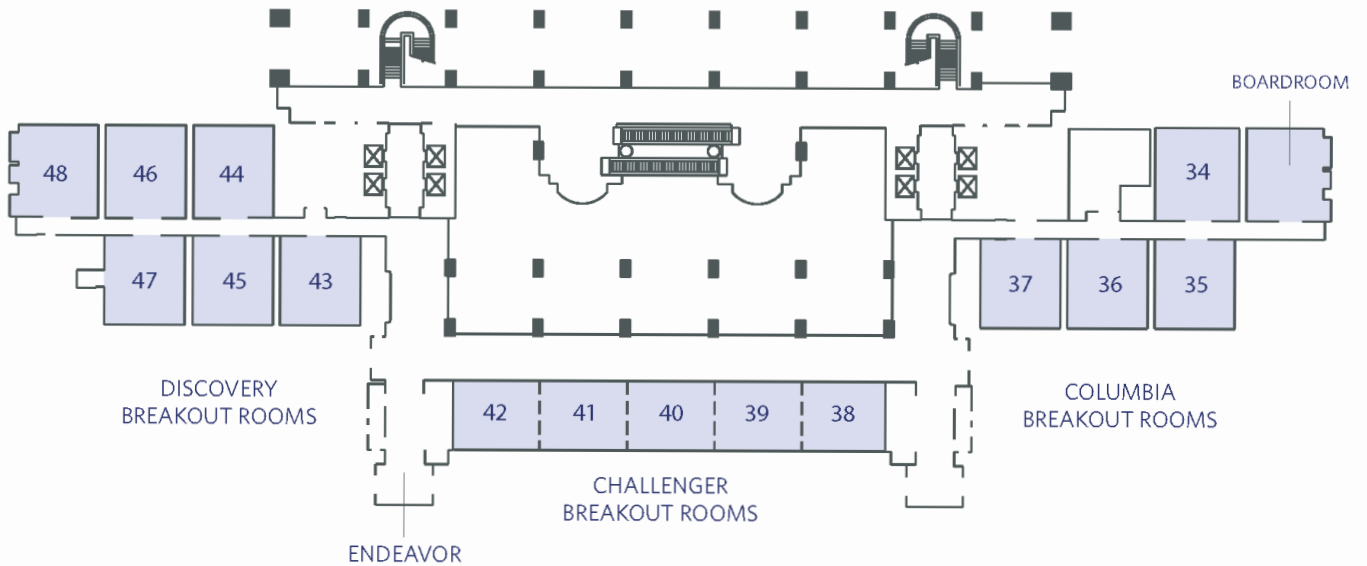 BOARDROOM
48 46 44 34
47 45 43 37 36 35
DISCOVERY
BREAKOUT ROOMS
42 41 40 39 38
COLUMBIA
BREAKOUT ROOMS
CHALLENGER
BREAKOUT ROOMS
ENDEAVOR